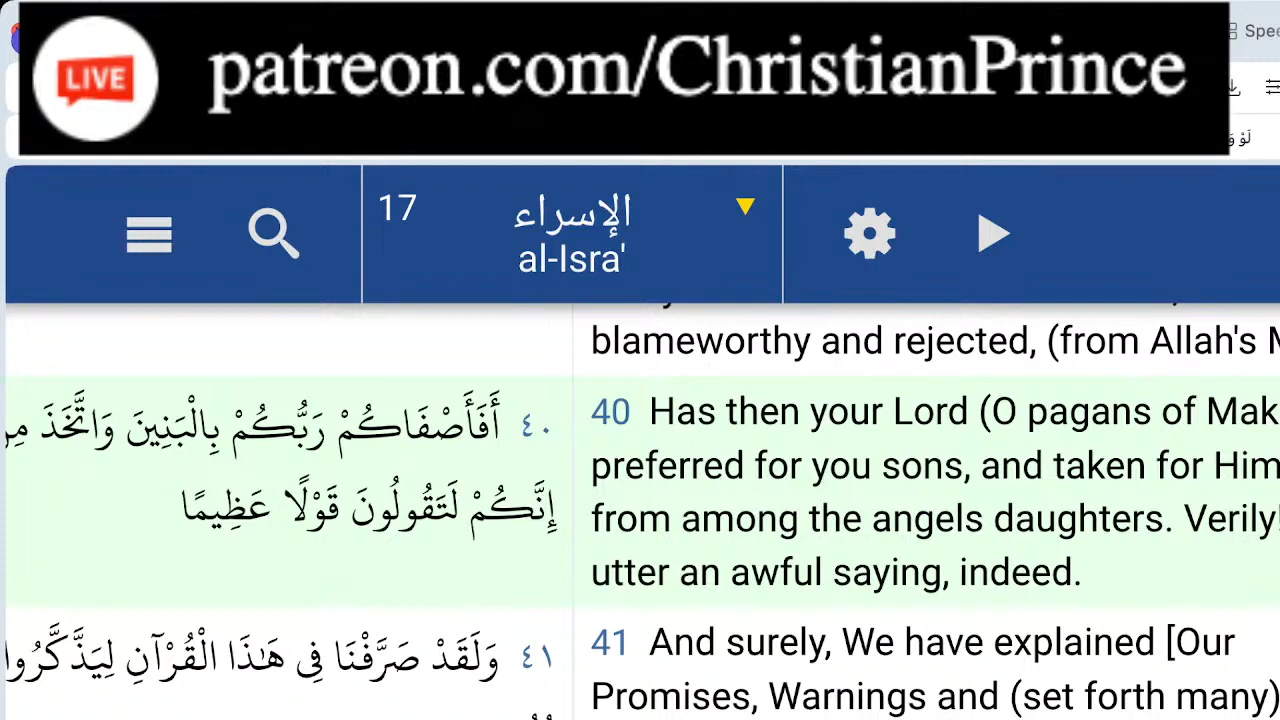 LIVE
patreon.com/ChristianPrince
Spee
17
الإسراء
al-Isra'
blameworthy and rejected, (from Allah's M
٤٠ أَفَأَصْفَاكُمْ رَبُّكُمْ بِالْبَنِينَ وَاتَّخَذَ مِن
إِنَّكُمْ لَتَقُولُونَ قَوْلًا عَظِيمًا
40 Has then your Lord (O pagans of Mak
preferred for you sons, and taken for Him
from among the angels daughters. Verily!
utter an awful saying, indeed.
٤١ وَلَقَدْ صَرَّفْنَا فِي هَٰذَا الْقُرْآنِ لِيَذَّكَّرُوا
41 And surely, We have explained [Our
Promises, Warnings and (set forth many)